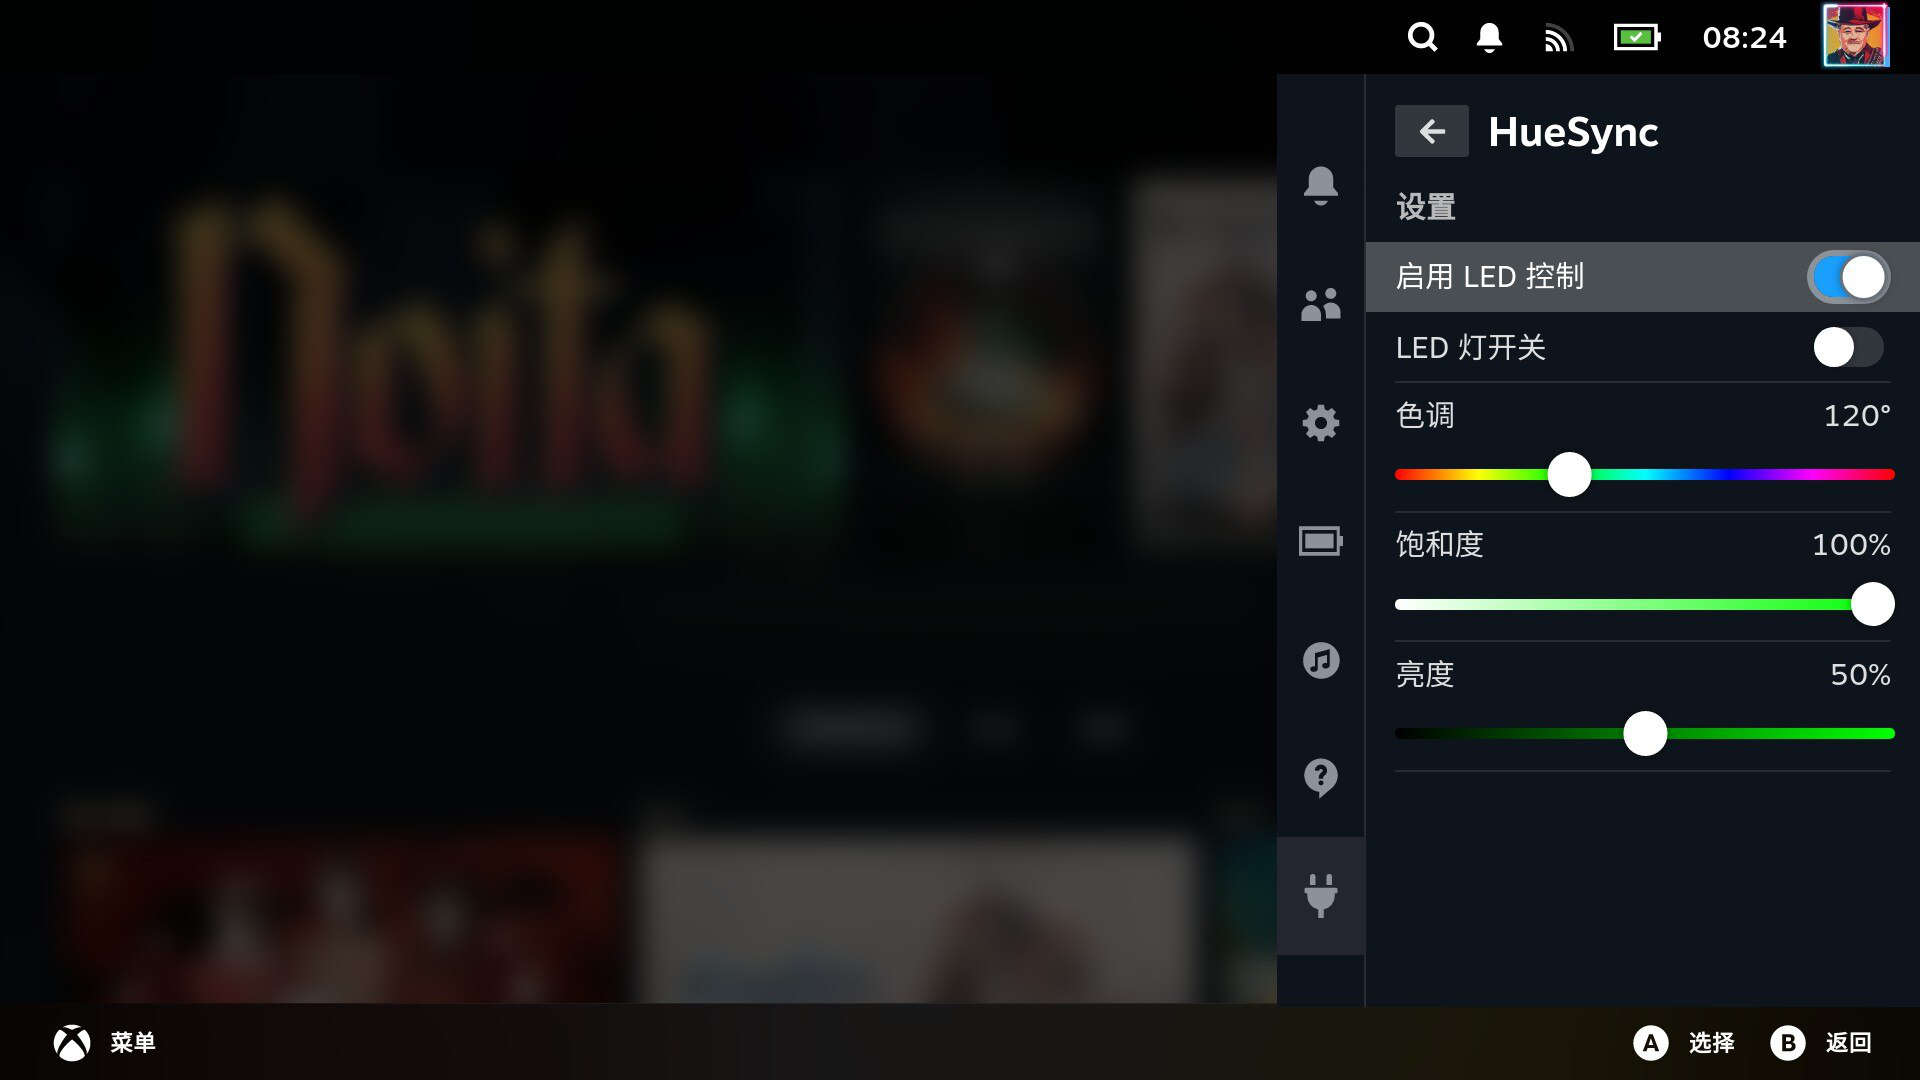 08:24
HueSync
设置
启用 LED 控制
LED 灯开关
色调 120°
饱和度 100%
亮度 50%
Noita
菜单
A 选择 B 返回